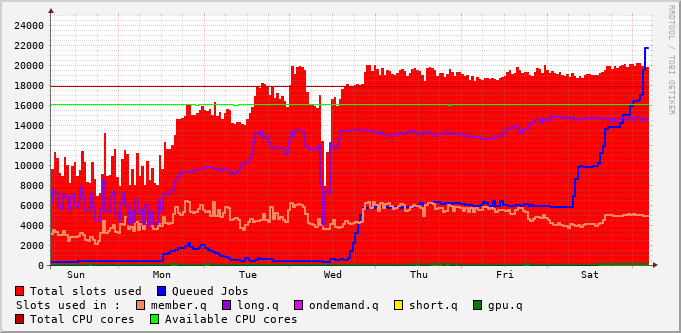 RRDTOOL / TOBI OETIKER
24000
22000
20000
18000
16000
14000
12000
10000
8000
6000
4000
2000
0
Sun Mon Tue Wed Thu Fri Sat
Total slots used Queued Jobs
Slots used in : member.q long.q ondemand.q short.q gpu.q
Total CPU cores Available CPU cores